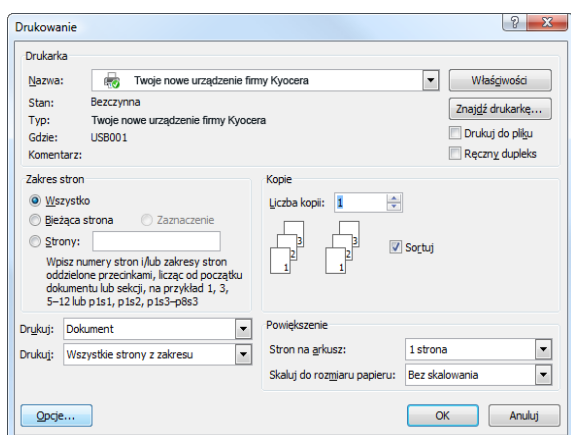 Drukowanie
Drukarka
Nazwa: Twoje nowe urządzenie firmy Kyocera
Właściwości
Stan: Bezczynna
Znajdź drukarkę...
Typ: Twoje nowe urządzenie firmy Kyocera
Gdzie: USB001
Drukuj do pliku
Komentarz:
Ręczny dupleks
Zakres stron
Wszystko
Bieżąca strona Zaznaczenie
Strony:
Wpisz numery stron i/lub zakresy stron
oddzielone przecinkami, licząc od początku
dokumentu lub sekcji, na przykład 1, 3,
5–12 lub p1s1, p1s2, p1s3–p8s3
Kopie
Liczba kopii: 1
3 3
2 2
1 1
Sortuj
Drukuj: Dokument
Drukuj: Wszystkie strony z zakresu
Powiększenie
Stron na arkusz: 1 strona
Skaluj do rozmiaru papieru: Bez skalowania
Opcje... OK Anuluj